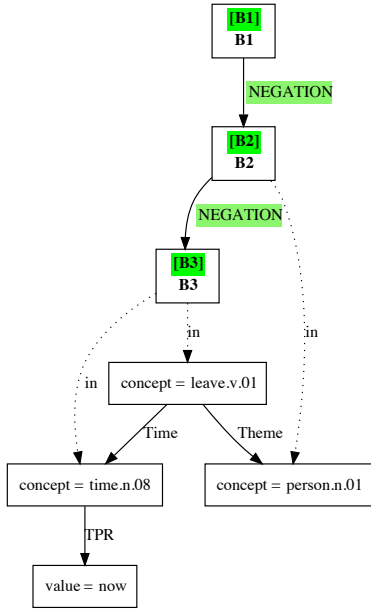 [B1]
B1
NEGATION
[B2]
B2
NEGATION
[B3]
B3
in
in
in
concept = leave.v.01
Time
Theme
concept = time.n.08
concept = person.n.01
TPR
value = now